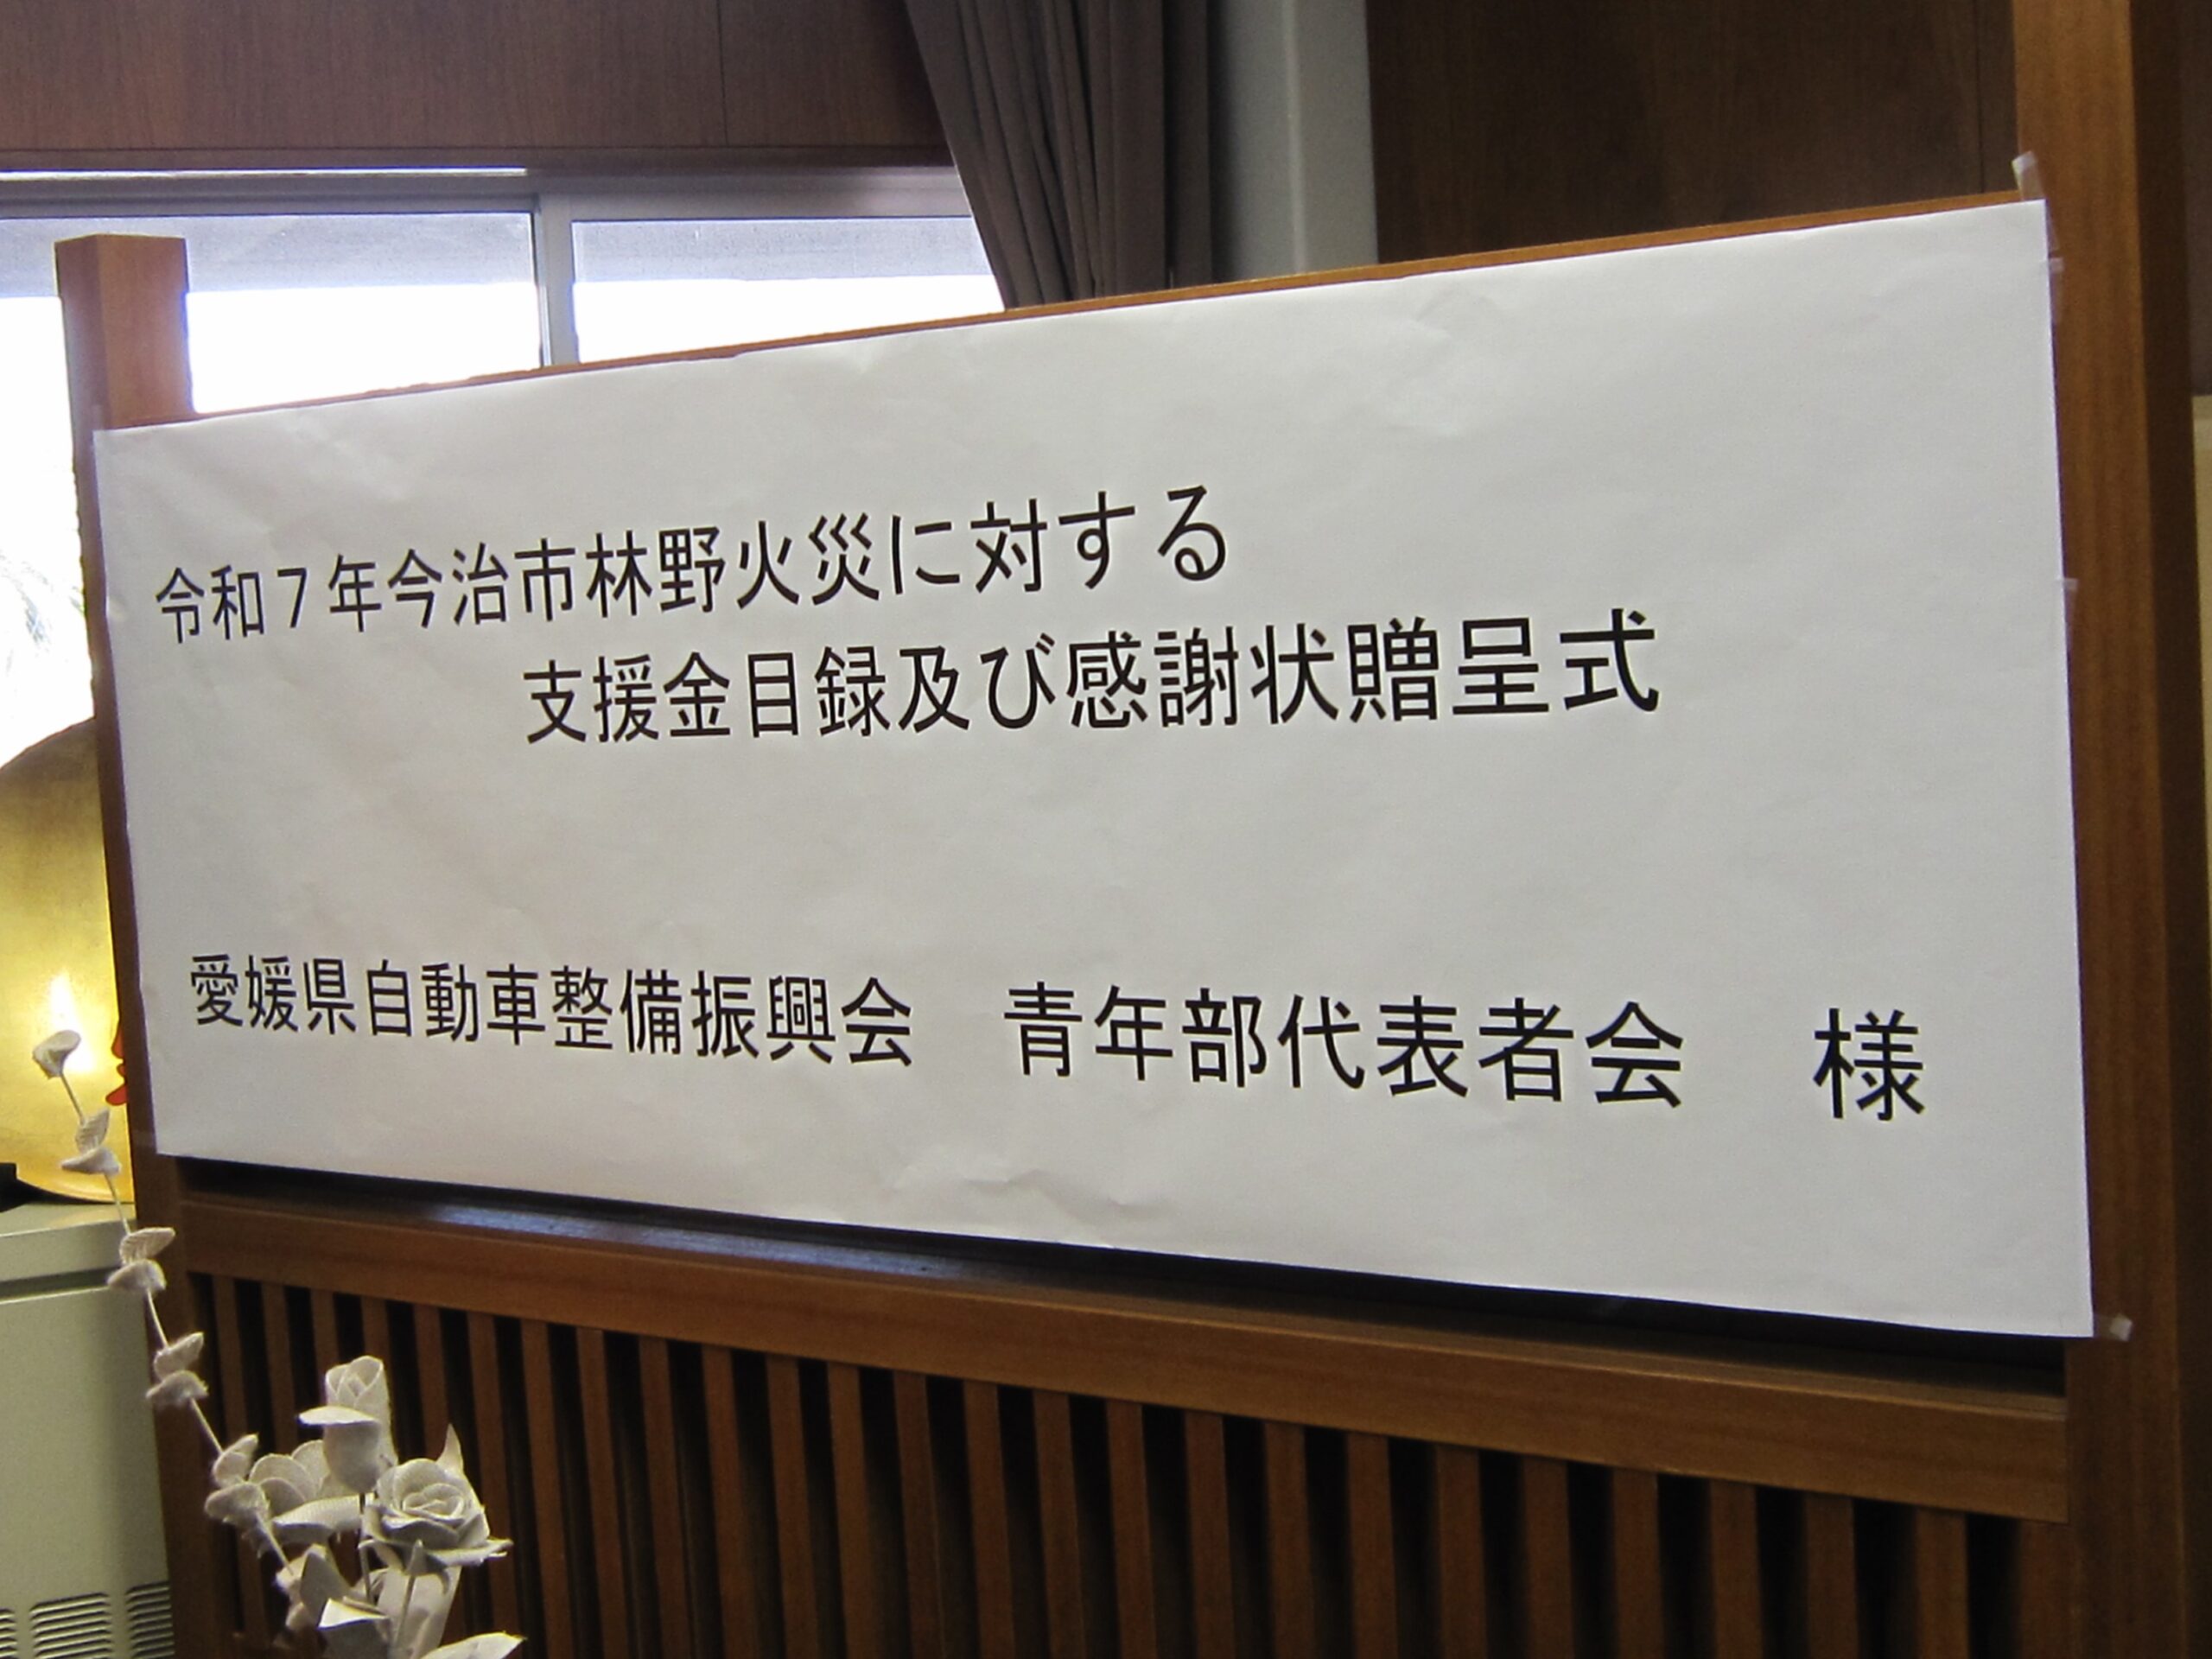 令和７年今治市林野火災に対する
支援金目録及び感謝状贈呈式
愛媛県自動車整備振興会　青年部代表者会　様